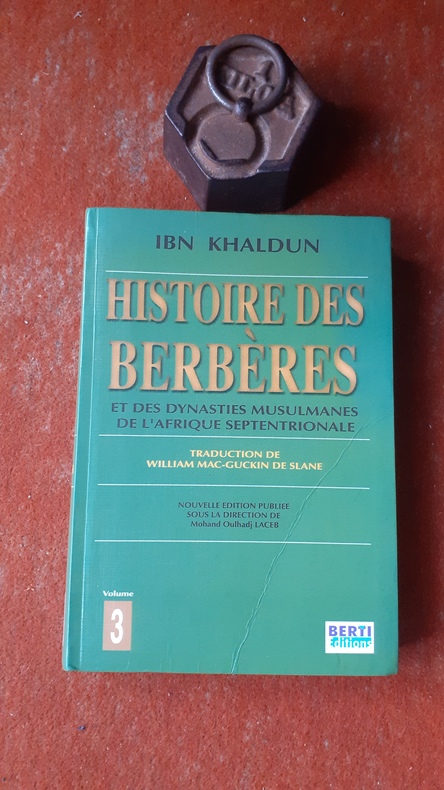 IBN KHALDUN
HISTOIRE DES
BERBÈRES
ET DES DYNASTIES MUSULMANES
DE L'AFRIQUE SEPTENTRIONALE
TRADUCTION DE
WILLIAM MAC-GUCKIN DE SLANE
NOUVELLE EDITION PUBLIEE
SOUS LA DIRECTION DE
Mohand Oulhadj LACEB
Volume
3
BERTI
Editions